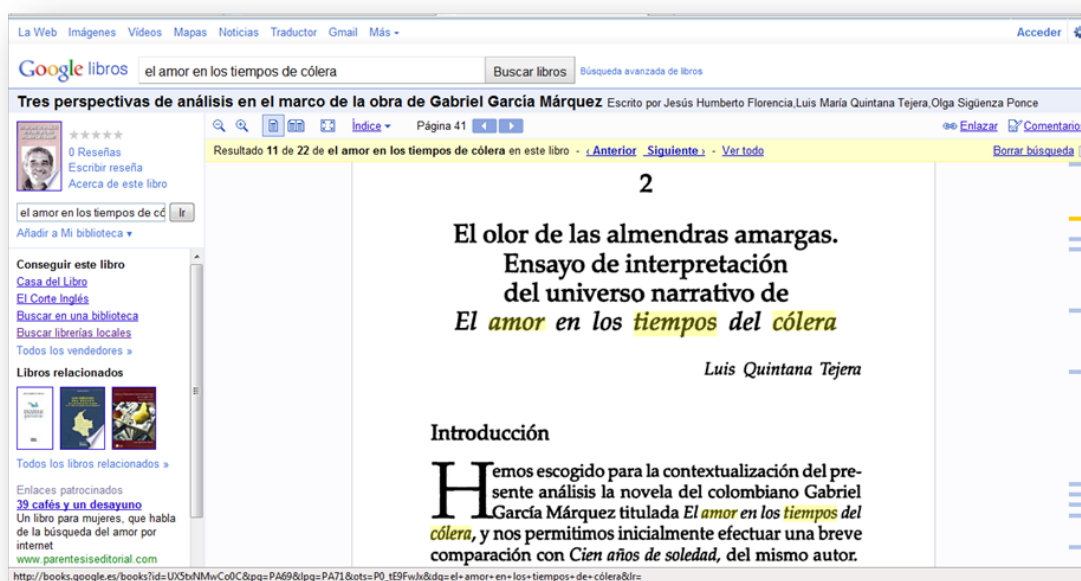 La Web Imágenes Vídeos Mapas Noticias Traductor Gmail Más
Acceder
Google libros
el amor en los tiempos de cólera
Buscar libros
Búsqueda avanzada de libros
Tres perspectivas de análisis en el marco de la obra de Gabriel García Márquez Escrito por Jesús Humberto Florencia,Luis María Quintana Tejera,Olga Sigüenza Ponce
0 Reseñas
Escribir reseña
Acerca de este libro
el amor en los tiempos de có
Ir
Añadir a Mi biblioteca
Conseguir este libro
Casa del Libro
El Corte Inglés
Buscar en una biblioteca
Buscar librerías locales
Todos los vendedores »
Libros relacionados
Todos los libros relacionados »
Enlaces patrocinados
39 cafés y un desayuno
Un libro para mujeres, que habla
de la búsqueda del amor por
internet
www.parentesiseditorial.com
Índice
Página 41
Enlazar
Comentario
Resultado 11 de 22 de el amor en los tiempos de cólera en este libro - ‹ Anterior Siguiente › - Ver todo
Borrar búsqueda
2
El olor de las almendras amargas.
Ensayo de interpretación
del universo narrativo de
El amor en los tiempos del cólera
Luis Quintana Tejera
Introducción
Hemos escogido para la contextualización del pre-
sente análisis la novela del colombiano Gabriel
García Márquez titulada El amor en los tiempos del
cólera, y nos permitimos inicialmente efectuar una breve
comparación con Cien años de soledad, del mismo autor.
http://books.google.es/books?id=UX5txNMwCo0C&pg=PA69&lpg=PA71&ots=P0_tE9FwJx&dq=el+amor+en+los+tiempos+de+cólera&lr=